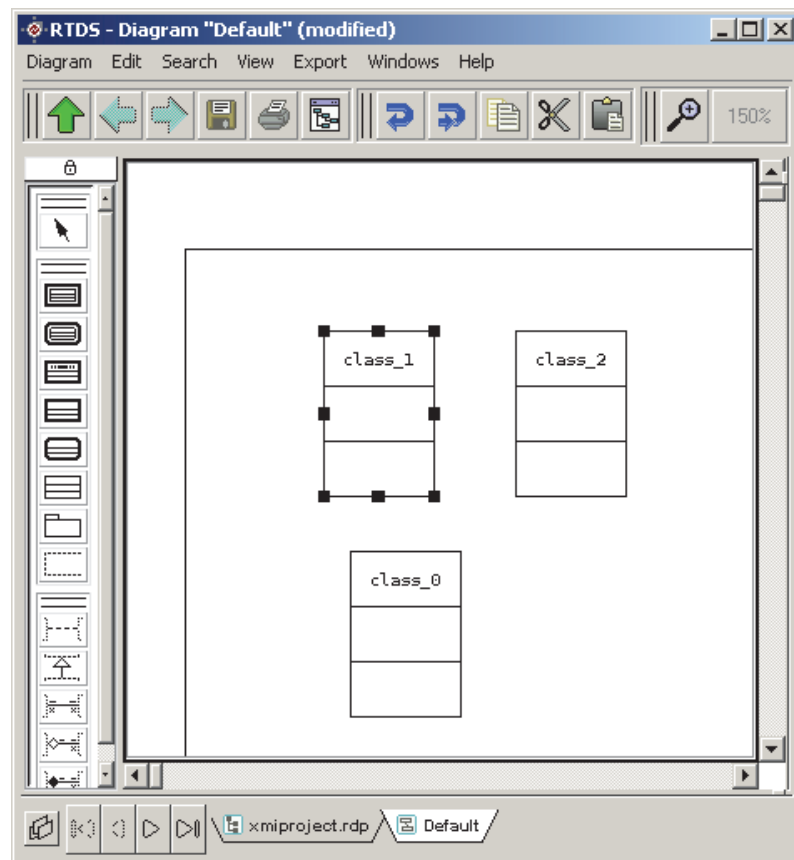 RTDS - Diagram "Default" (modified)
Diagram Edit Search View Export Windows Help
150%
class_1
class_2
class_0
xmiproject.rdp
Default